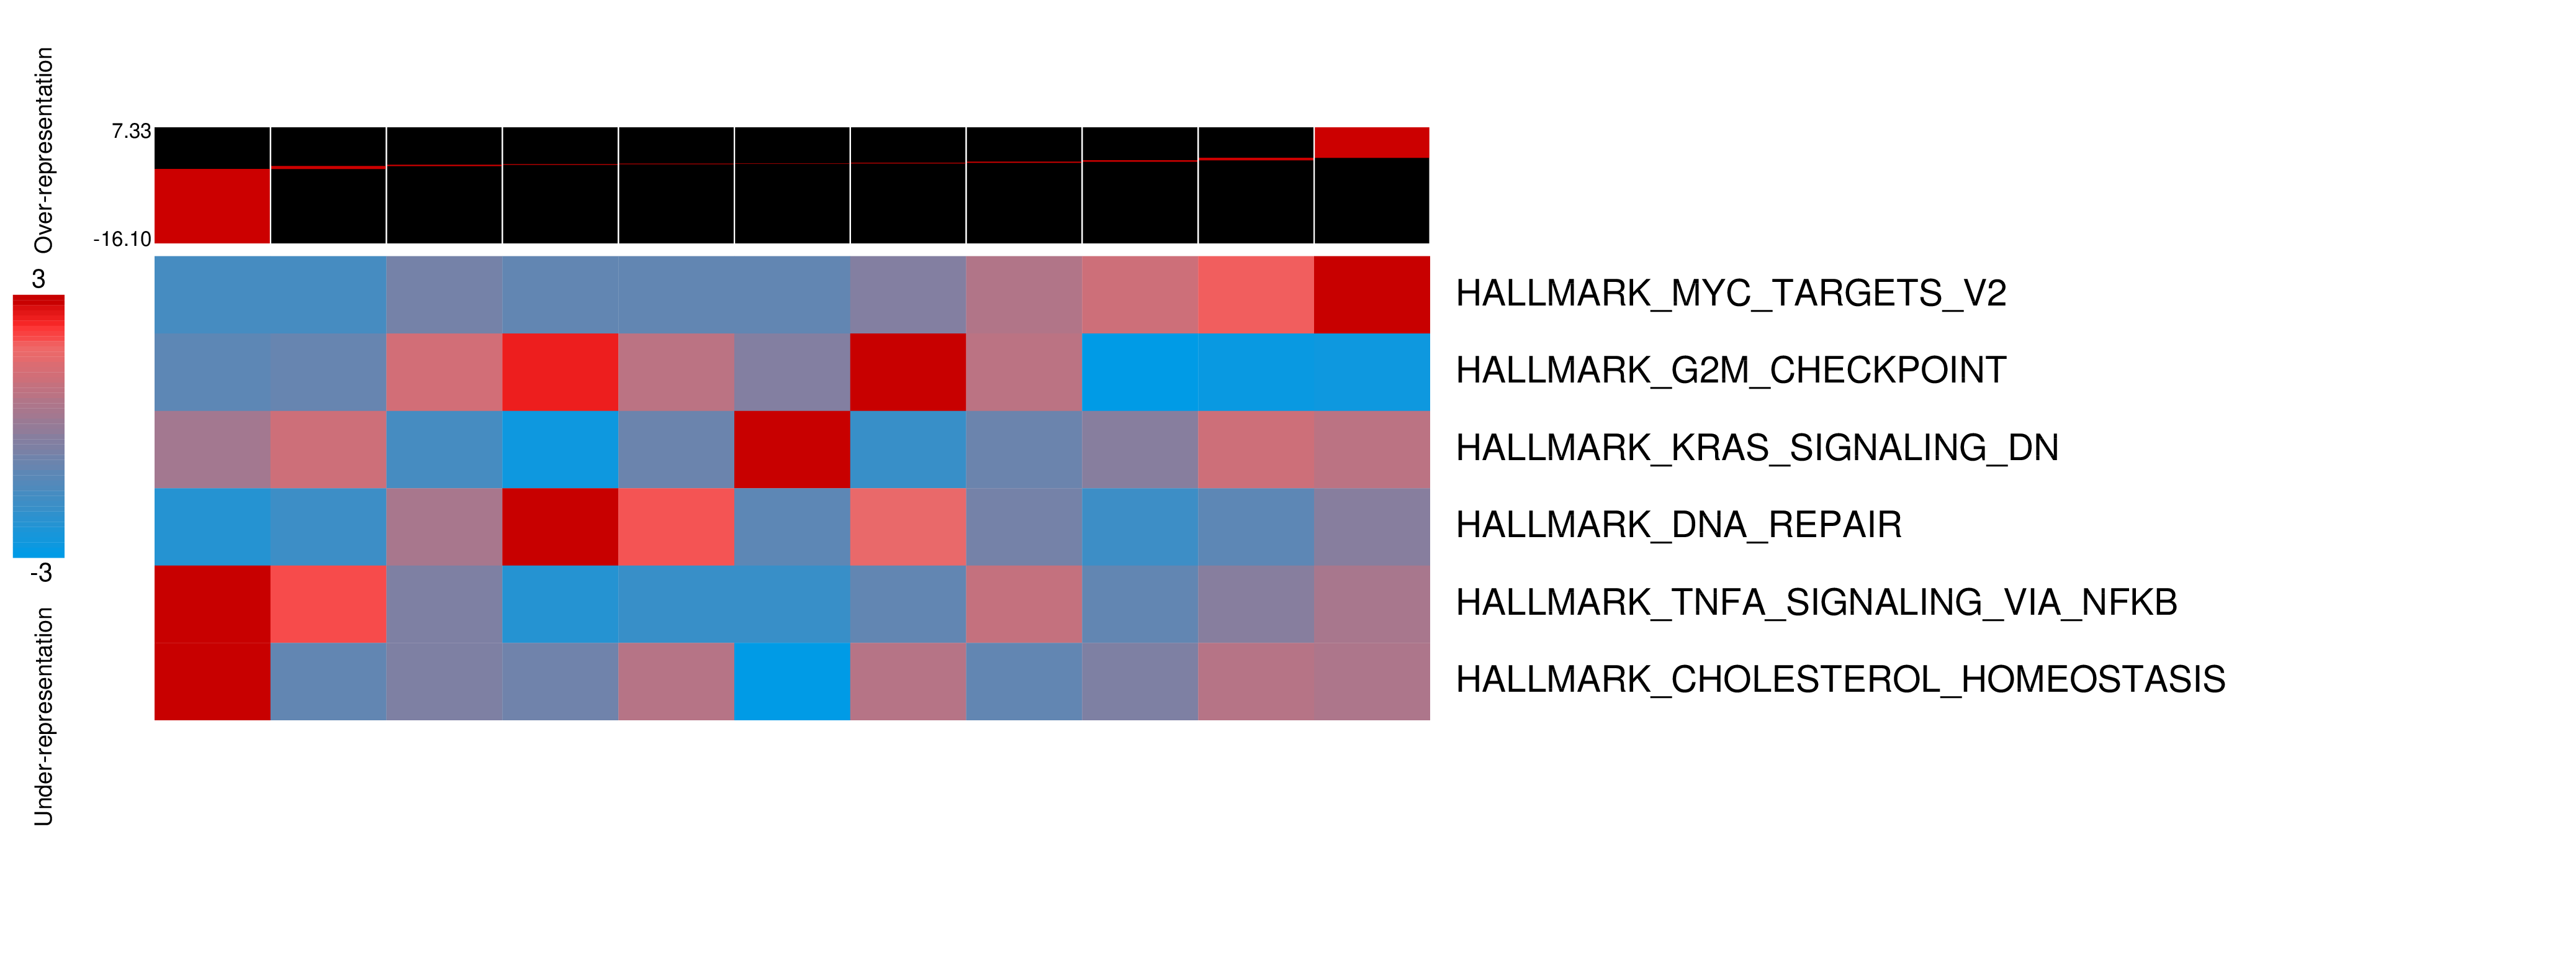 Over-representation
7.33
-16.10
3
-3
Under-representation
HALLMARK_MYC_TARGETS_V2
HALLMARK_G2M_CHECKPOINT
HALLMARK_KRAS_SIGNALING_DN
HALLMARK_DNA_REPAIR
HALLMARK_TNFA_SIGNALING_VIA_NFKB
HALLMARK_CHOLESTEROL_HOMEOSTASIS